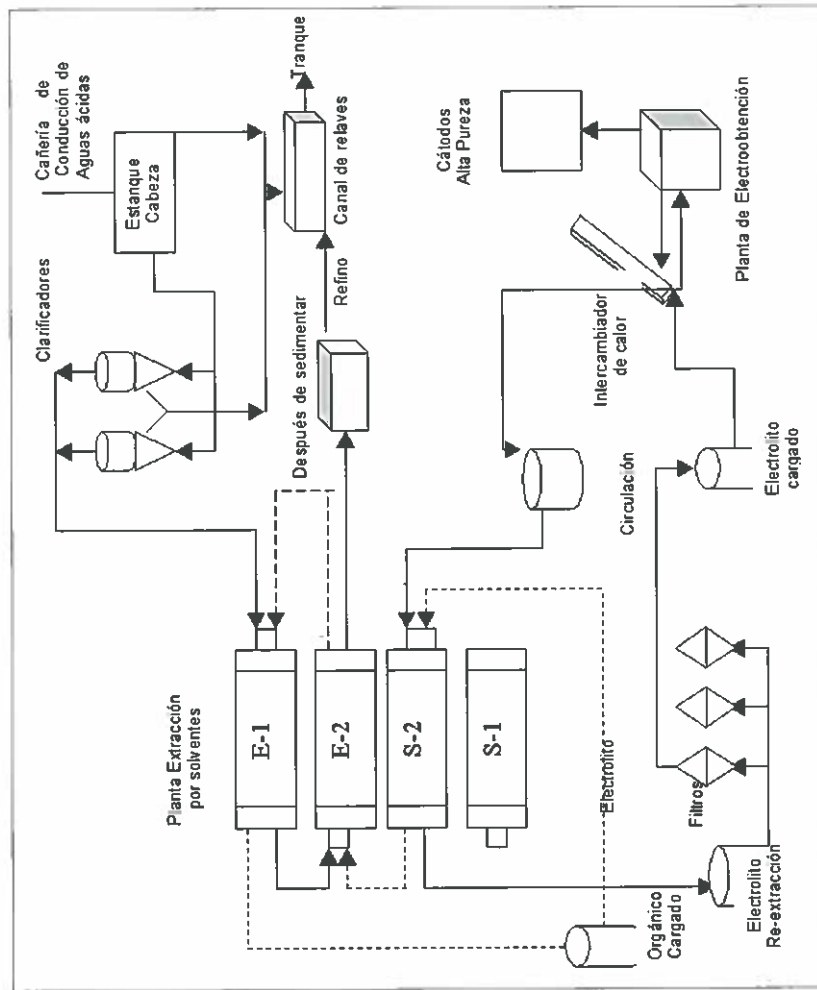 Cañería de
Conducción de
Aguas ácidas
Estanque
Cabeza
Tranque
Canal de relaves
Clarificadores
Refino
Después de sedimentar
Planta Extracción
por solventes
E-1
E-2
S-2
S-1
Cátodos
Alta Pureza
Planta de Electroobtención
Intercambiador
de calor
Circulación
Electrolito
cargado
Electrolito
Filtros
Orgánico
Cargado
Electrolito
Re-extracción